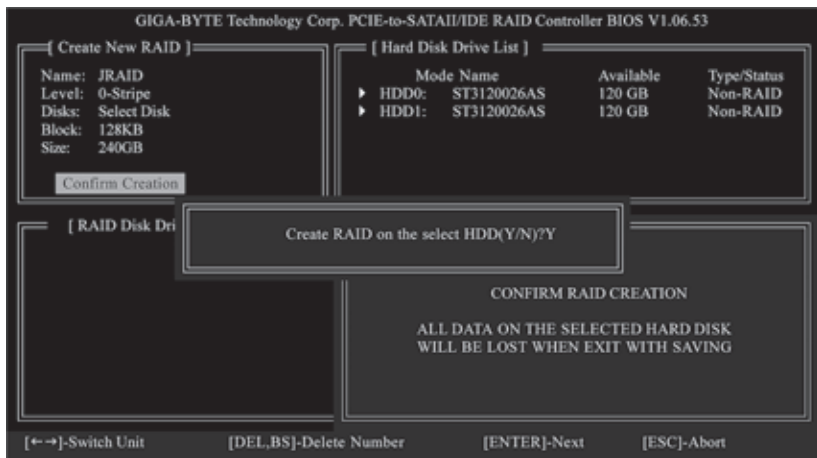 GIGA-BYTE Technology Corp. PCIE-to-SATAII/IDE RAID Controller BIOS V1.06.53
[ Create New RAID ]
Name: JRAID
Level: 0-Stripe
Disks: Select Disk
Block: 128KB
Size: 240GB
Confirm Creation
[ Hard Disk Drive List ]
Mode Name Available Type/Status
HDD0: ST3120026AS 120 GB Non-RAID
HDD1: ST3120026AS 120 GB Non-RAID
[ RAID Disk Dri
Create RAID on the select HDD(Y/N)?Y
CONFIRM RAID CREATION
ALL DATA ON THE SELECTED HARD DISK
WILL BE LOST WHEN EXIT WITH SAVING
[←→]-Switch Unit [DEL,BS]-Delete Number [ENTER]-Next [ESC]-Abort